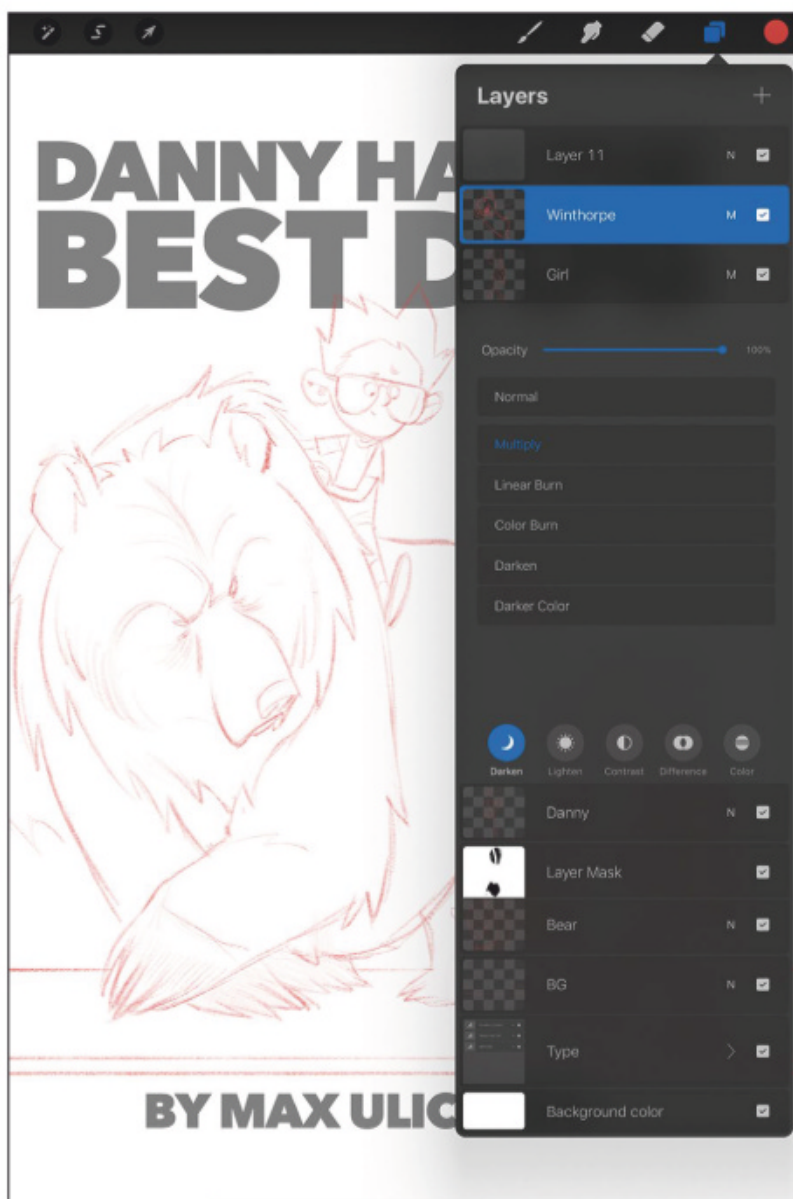 Layers
DANNY HA
BEST D
Layer 11 N
Winthorpe M
Girl M
Opacity 100%
Normal
Multiply
Linear Burn
Color Burn
Darken
Darker Color
Darken Lighten Contrast Difference Color
Danny N
Layer Mask
Bear N
BG N
Type
Background color
BY MAX ULIC